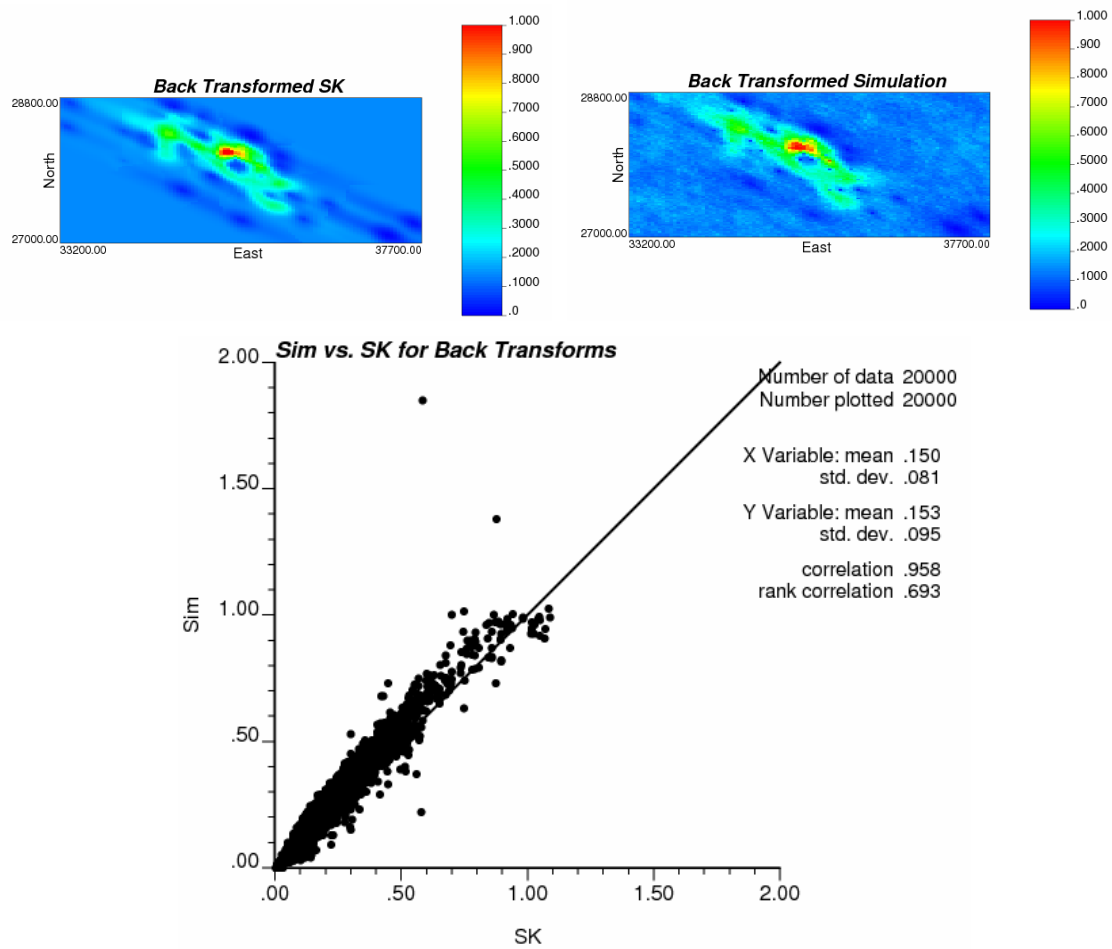 Back Transformed SK
28800.00
North
27000.00
33200.00
East
37700.00
1.000
.900
.8000
.7000
.6000
.5000
.4000
.3000
.2000
.1000
.0
Back Transformed Simulation
28800.00
North
27000.00
33200.00
East
37700.00
1.000
.900
.8000
.7000
.6000
.5000
.4000
.3000
.2000
.1000
.0
Sim vs. SK for Back Transforms
Number of data 20000
Number plotted 20000
X Variable: mean .150
std. dev. .081
Y Variable: mean .153
std. dev. .095
correlation .958
rank correlation .693
Sim
2.00
1.50
1.00
.50
.00
.00 .50 1.00 1.50 2.00
SK